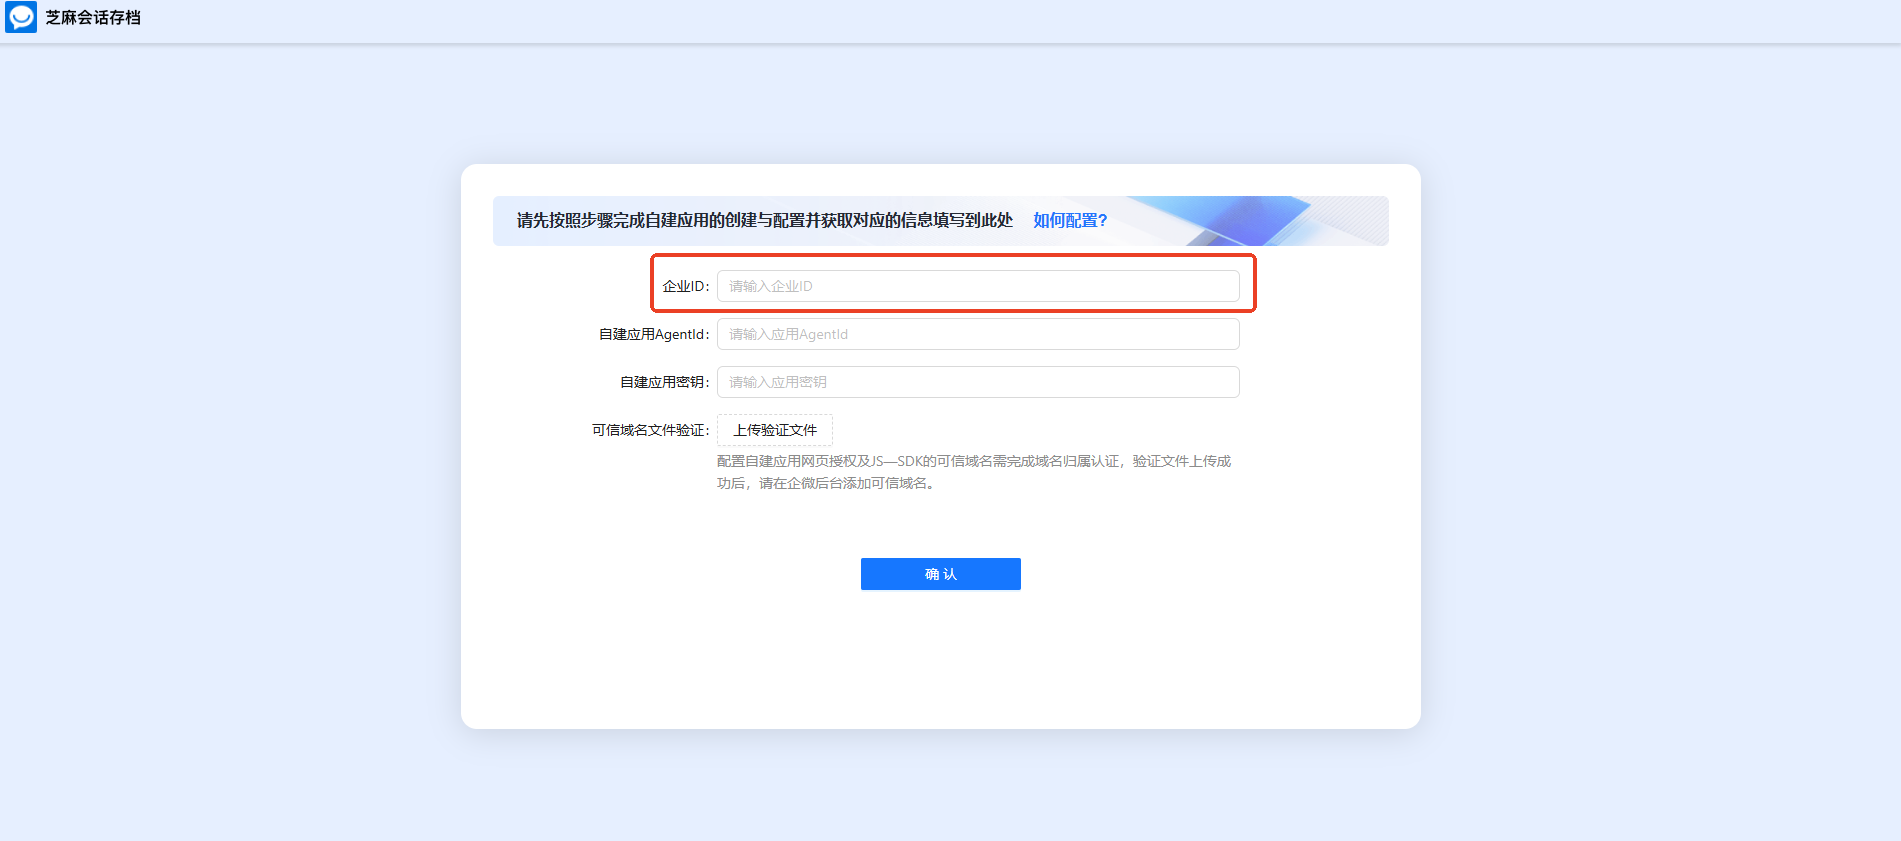 芝麻会话存档
请先按照步骤完成自建应用的创建与配置并获取对应的信息填写到此处 如何配置?
企业ID: 请输入企业ID
自建应用AgentId: 请输入应用AgentId
自建应用密钥: 请输入应用密钥
可信域名文件验证: 上传验证文件
配置自建应用网页授权及JS—SDK的可信域名需完成域名归属认证，验证文件上传成
功后，请在企微后台添加可信域名。
确 认